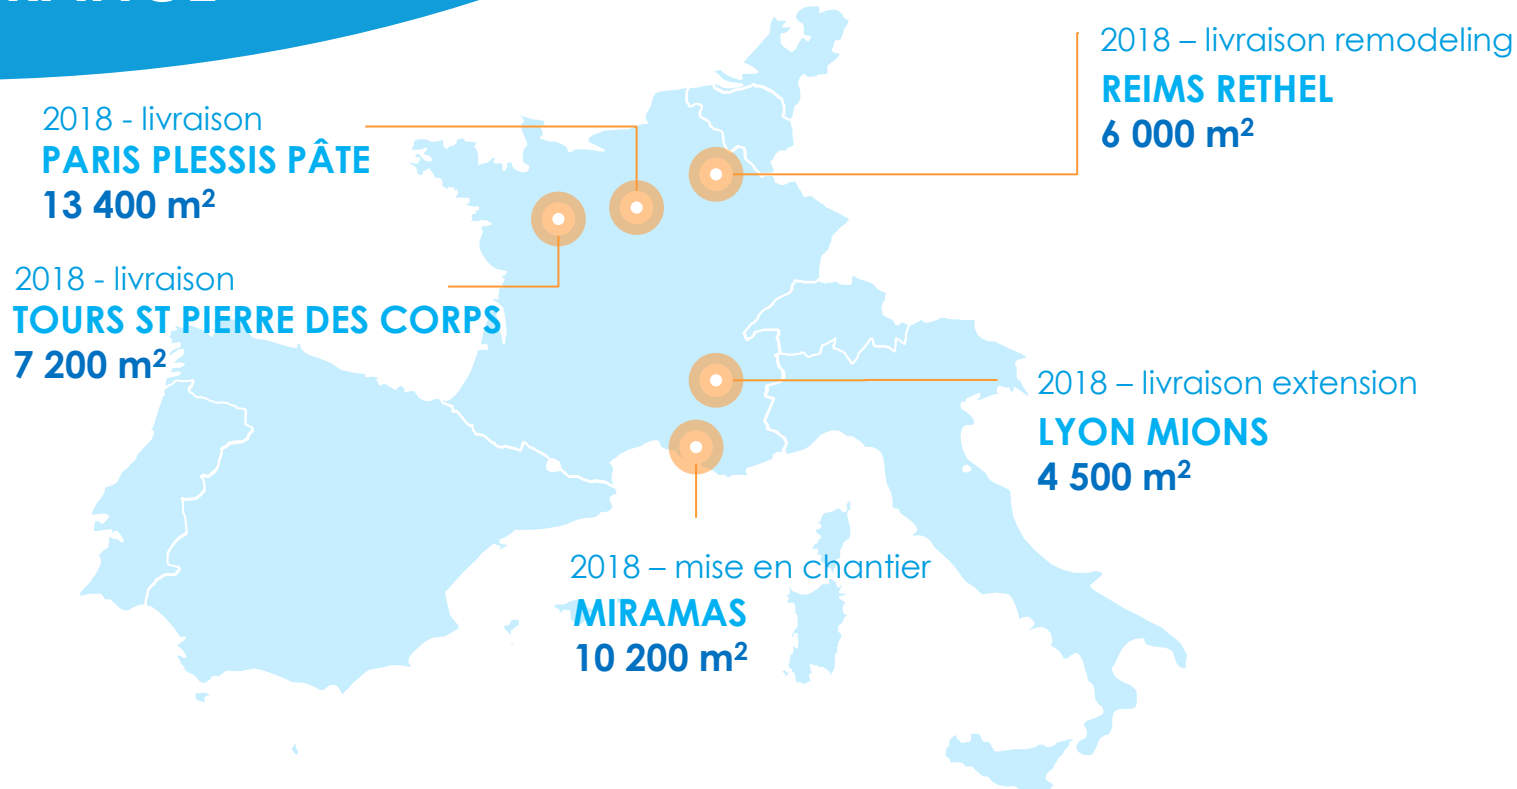 2018 – livraison remodeling
REIMS RETHEL
6 000 m²
2018 - livraison
PARIS PLESSIS PÂTE
13 400 m²
2018 - livraison
TOURS ST PIERRE DES CORPS
7 200 m²
2018 – livraison extension
LYON MIONS
4 500 m²
2018 – mise en chantier
MIRAMAS
10 200 m²